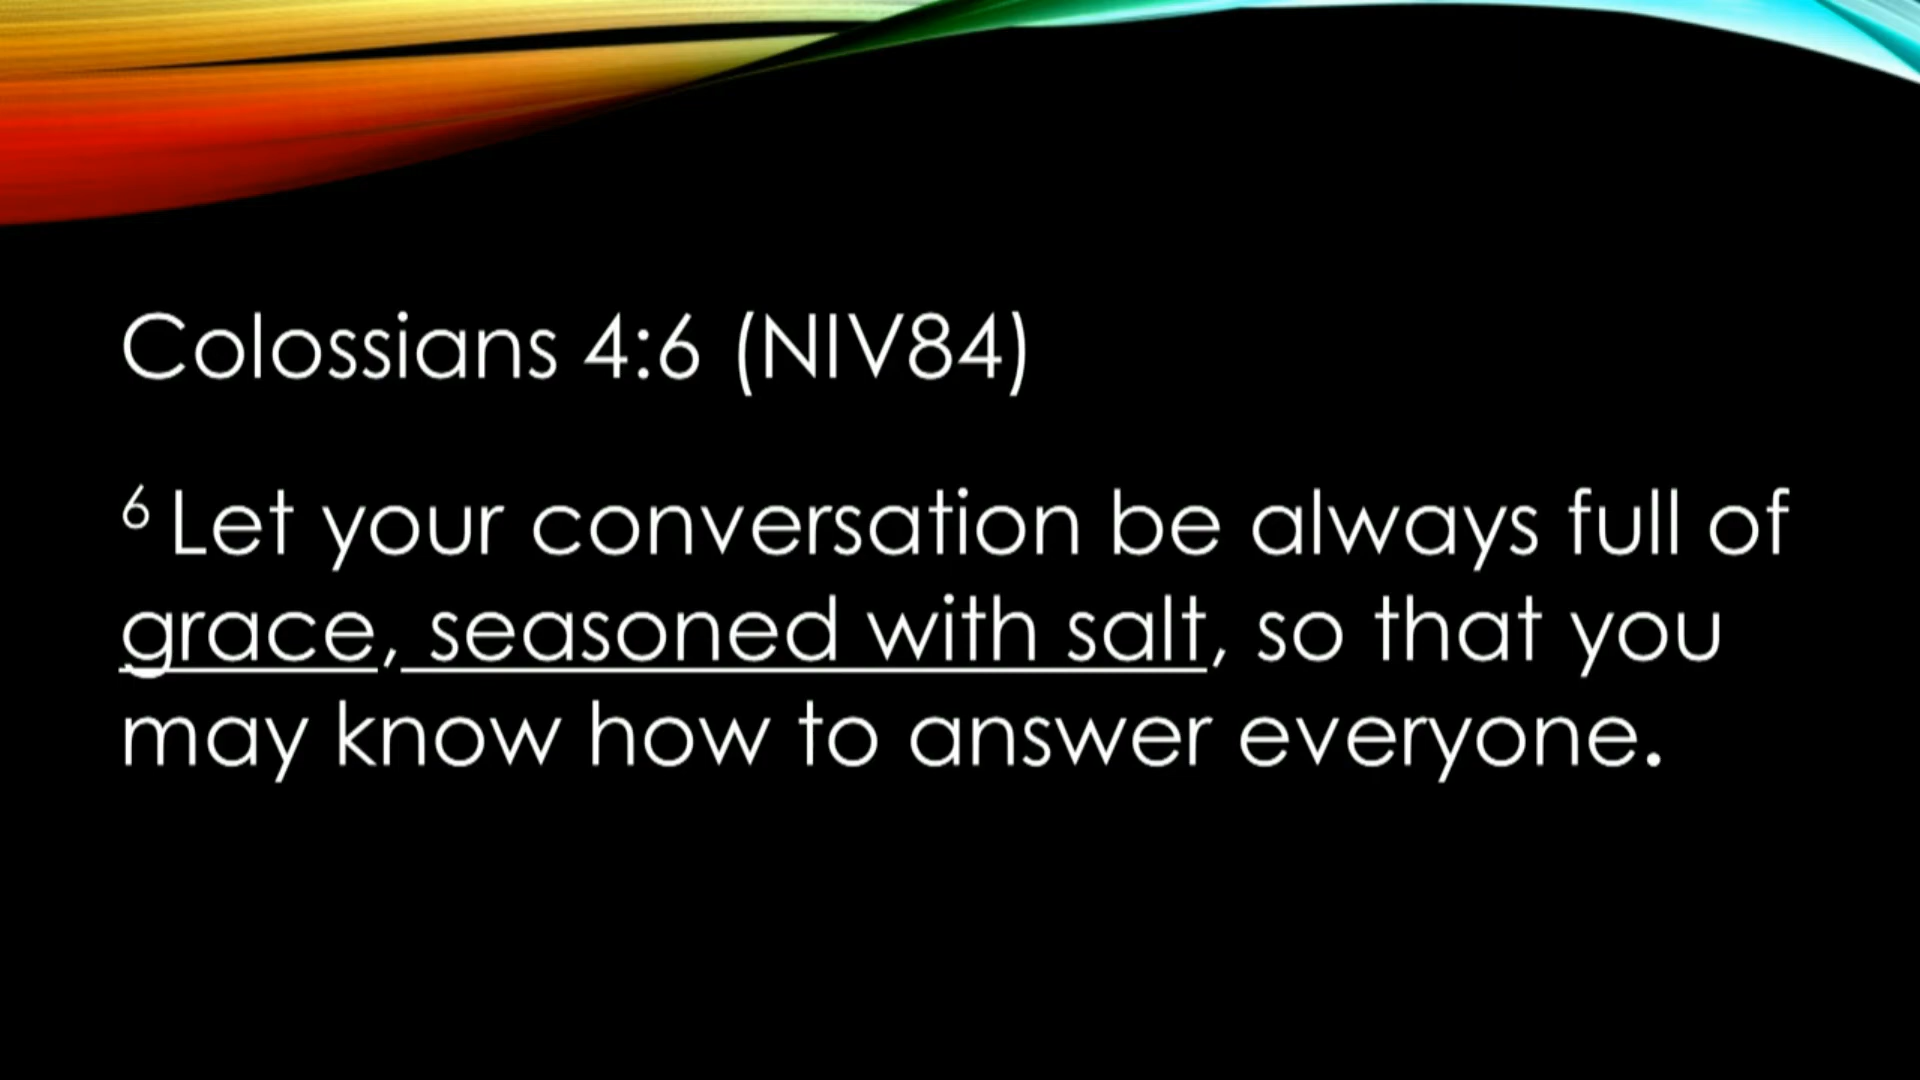 Colossians 4:6 (NIV84)
6 Let your conversation be always full of
grace, seasoned with salt, so that you
may know how to answer everyone.